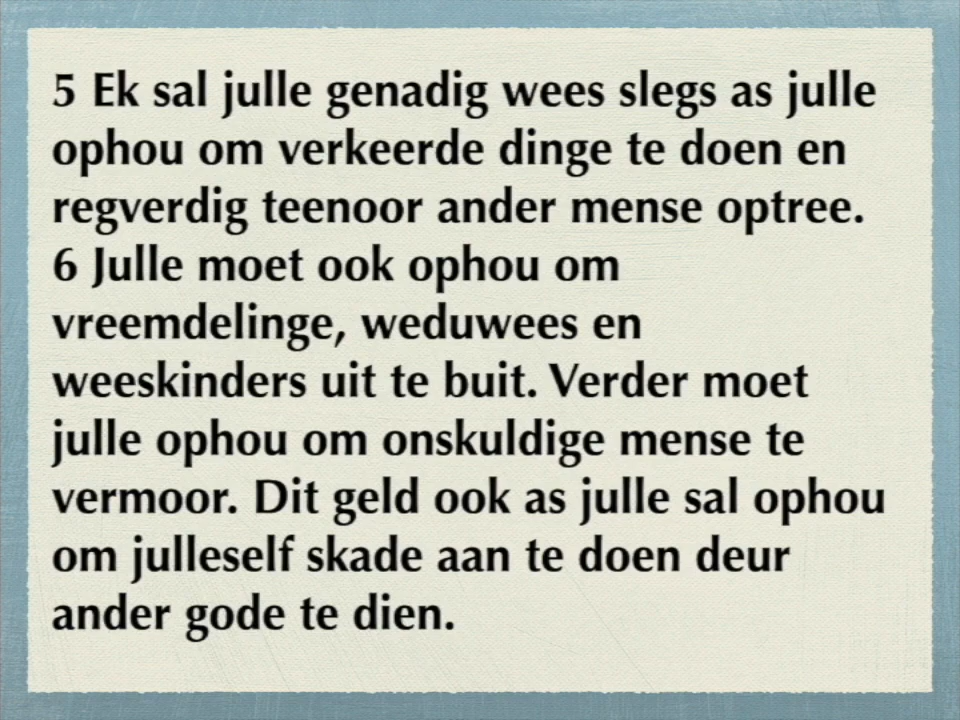 5 Ek sal julle genadig wees slegs as julle
ophou om verkeerde dinge te doen en
regverdig teenoor ander mense optree.
6 Julle moet ook ophou om
vreemdelinge, weduwees en
weeskinders uit te buit. Verder moet
julle ophou om onskuldige mense te
vermoor. Dit geld ook as julle sal ophou
om julleself skade aan te doen deur
ander gode te dien.